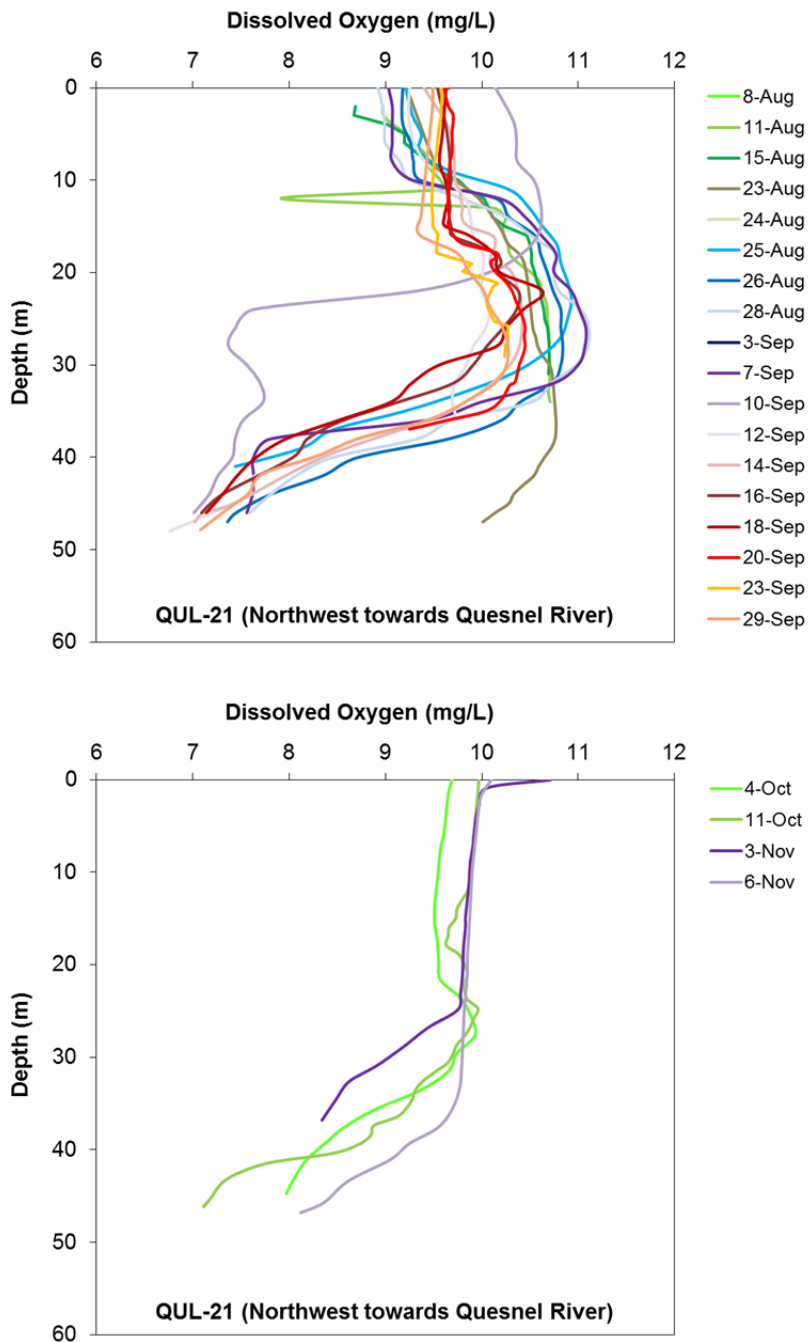 Dissolved Oxygen (mg/L)
6 7 8 9 10 11 12
0
10
20
30
40
50
60
Depth (m)
QUL-21 (Northwest towards Quesnel River)
8-Aug
11-Aug
15-Aug
23-Aug
24-Aug
25-Aug
26-Aug
28-Aug
3-Sep
7-Sep
10-Sep
12-Sep
14-Sep
16-Sep
18-Sep
20-Sep
23-Sep
29-Sep
Dissolved Oxygen (mg/L)
6 7 8 9 10 11 12
0
10
20
30
40
50
60
Depth (m)
QUL-21 (Northwest towards Quesnel River)
4-Oct
11-Oct
3-Nov
6-Nov